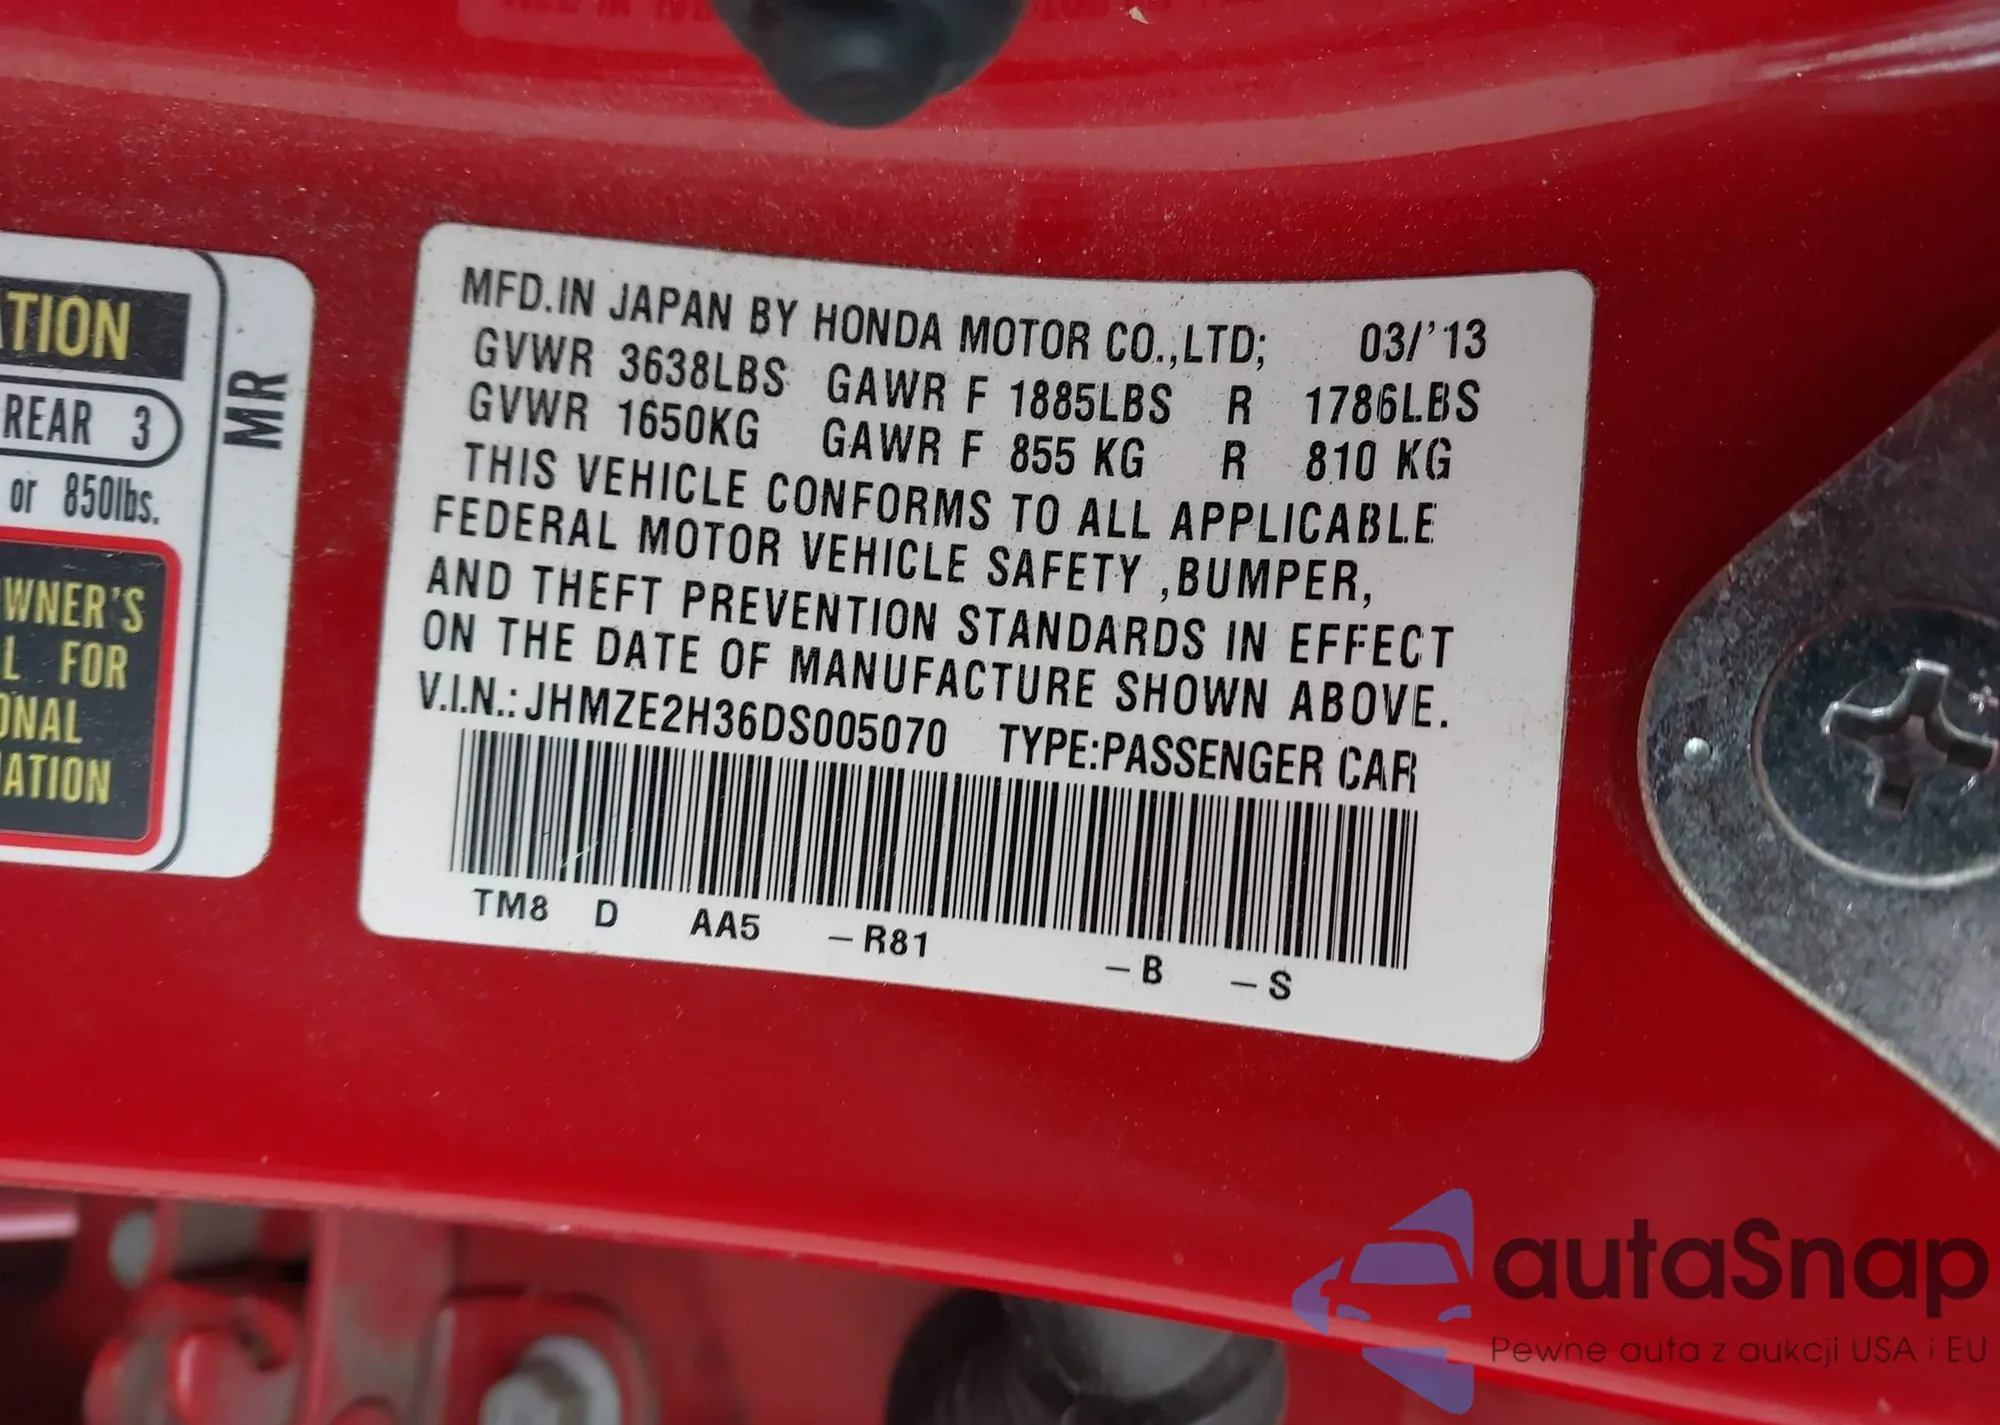 TION
REAR 3
or 850lbs.
WNER'S
L FOR
ONAL
ATION
MR
MFD.IN JAPAN BY HONDA MOTOR CO.,LTD; 03/'13
GVWR 3638LBS GAWR F 1885LBS R 1786LBS
GVWR 1650KG GAWR F 855 KG R 810 KG
THIS VEHICLE CONFORMS TO ALL APPLICABLE
FEDERAL MOTOR VEHICLE SAFETY ,BUMPER,
AND THEFT PREVENTION STANDARDS IN EFFECT
ON THE DATE OF MANUFACTURE SHOWN ABOVE.
V.I.N.: JHMZE2H36DS005070 TYPE:PASSENGER CAR
TM8 D AA5 -R81 -B -S
autaSnap
Pewne auta z aukcji USA i EU